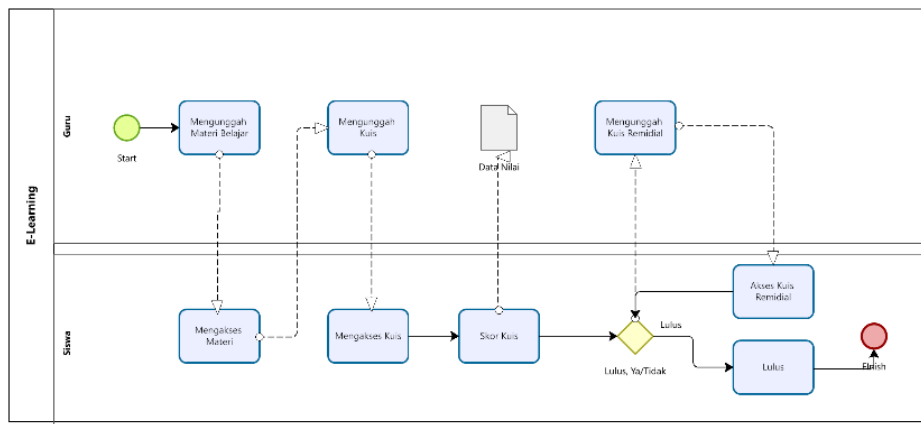 E-Learning
Guru
Start
Mengunggah
Materi Belajar
Mengunggah
Kuis
Data Nilai
Mengunggah
Kuis Remidial
Siswa
Mengakses
Materi
Mengakses Kuis
Skor Kuis
Lulus, Ya/Tidak
Lulus
Akses Kuis
Remidial
Lulus
Finish